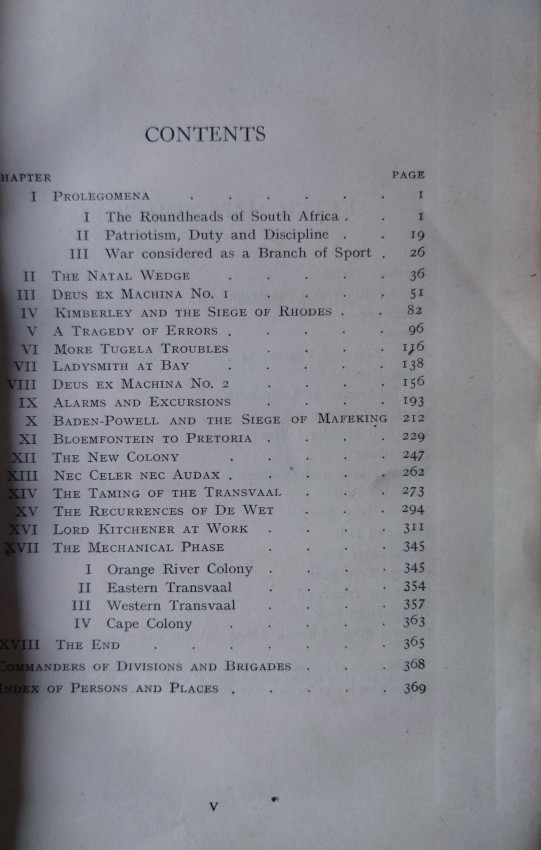 CONTENTS
HAPTER PAGE
I PROLEGOMENA . . . . . . 1
I The Roundheads of South Africa . . 1
II Patriotism, Duty and Discipline . . 19
III War considered as a Branch of Sport . 26
II THE NATAL WEDGE . . . . . 36
III DEUS EX MACHINA NO. 1 . . . . 51
IV KIMBERLEY AND THE SIEGE OF RHODES . . 82
V A TRAGEDY OF ERRORS . . . . . 96
VI MORE TUGELA TROUBLES . . . . 116
VII LADYSMITH AT BAY . . . . . 138
VIII DEUS EX MACHINA NO. 2 . . . . 156
IX ALARMS AND EXCURSIONS . . . . 193
X BADEN-POWELL AND THE SIEGE OF MAFEKING 212
XI BLOEMFONTEIN TO PRETORIA . . . . 229
XII THE NEW COLONY . . . . . 247
XIII NEC CELER NEC AUDAX . . . . . 262
XIV THE TAMING OF THE TRANSVAAL . . . 273
XV THE RECURRENCES OF DE WET . . . 294
XVI LORD KITCHENER AT WORK . . . . 311
XVII THE MECHANICAL PHASE . . . . 345
I Orange River Colony . . . . 345
II Eastern Transvaal . . . . 354
III Western Transvaal . . . . 357
IV Cape Colony . . . . . 363
XVIII THE END . . . . . . . 365
COMMANDERS OF DIVISIONS AND BRIGADES . . . 368
INDEX OF PERSONS AND PLACES . . . . . 369
V